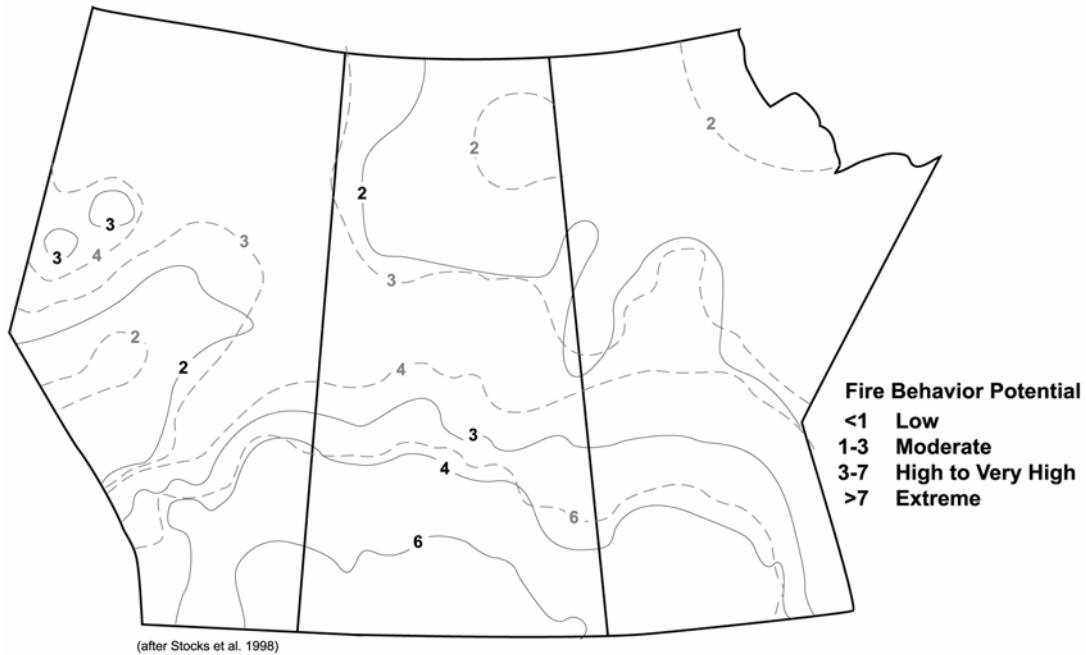 2
2
2
3
3
4
3
3
2
2
4
3
4
6
6
Fire Behavior Potential
<1 Low
1-3 Moderate
3-7 High to Very High
>7 Extreme
(after Stocks et al. 1998)